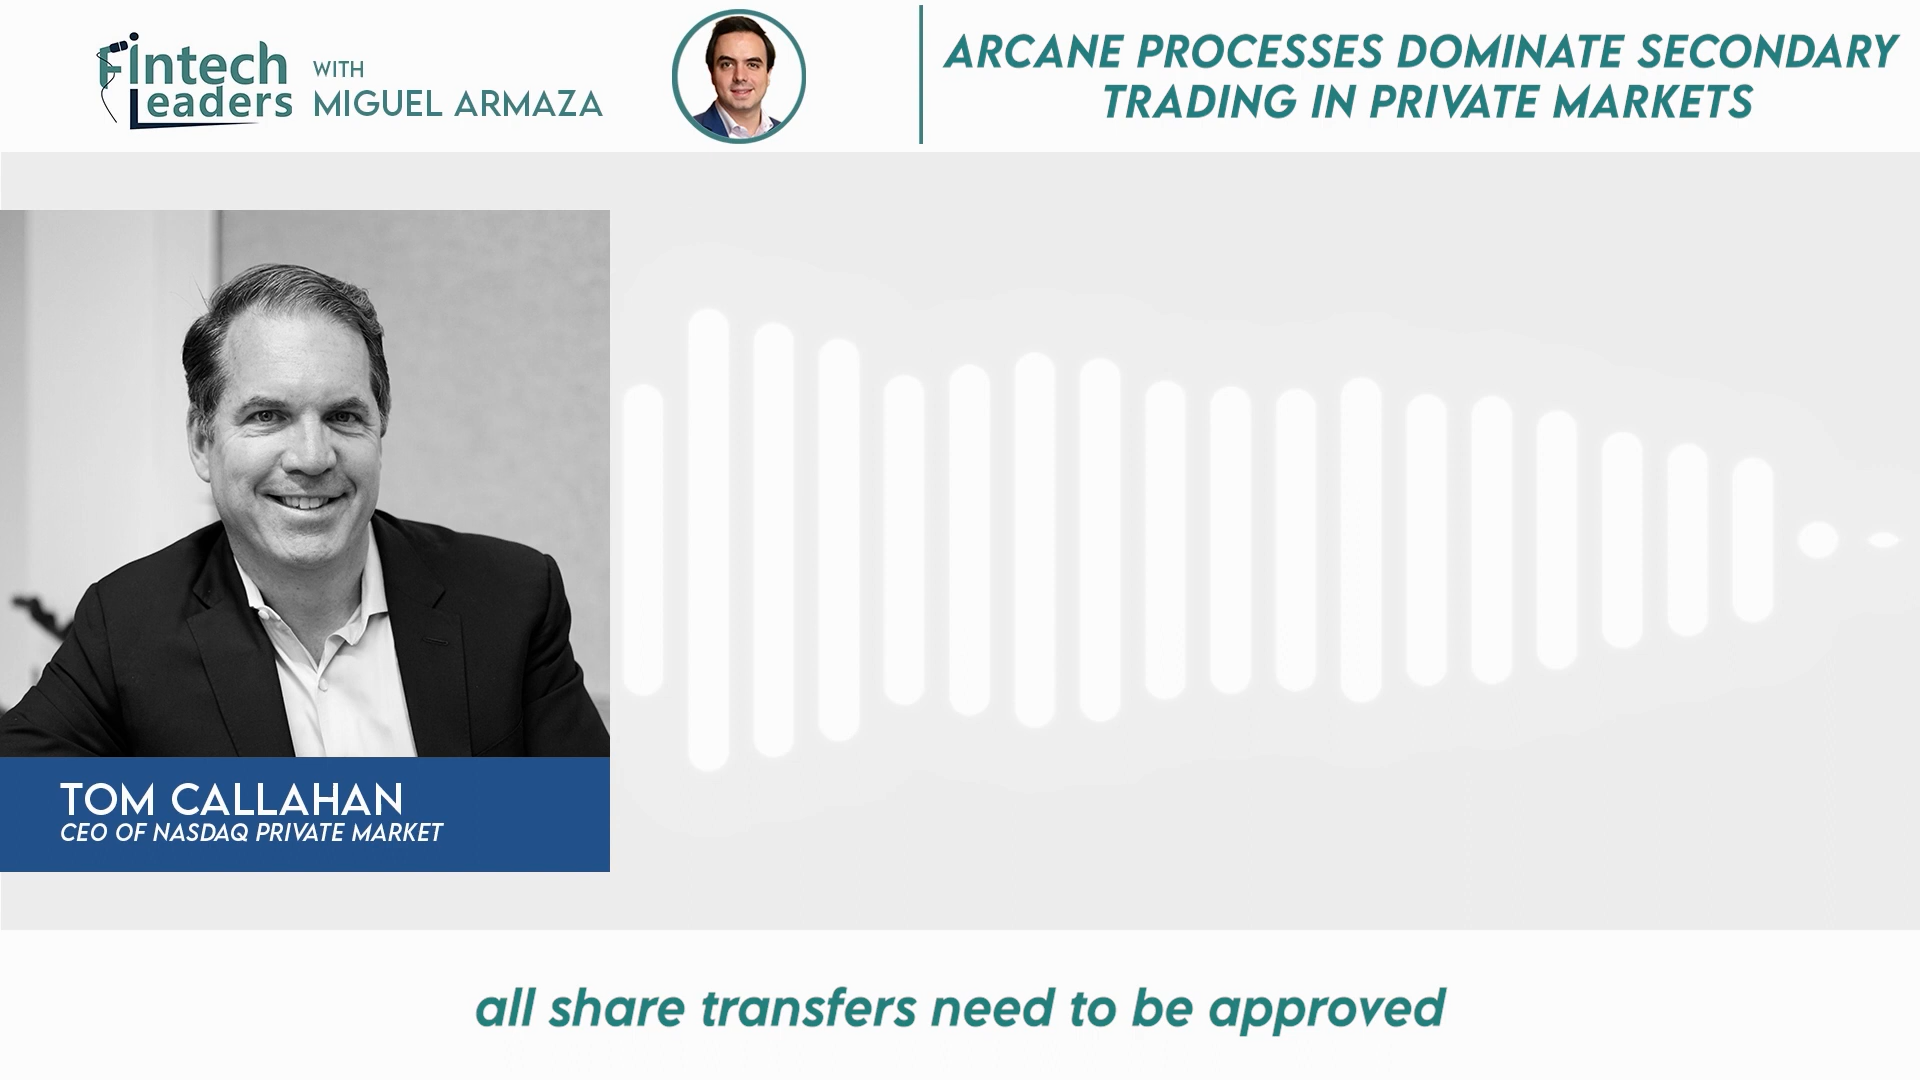 Fintech
Leaders
WITH
MIGUEL ARMAZA
ARCANE PROCESSES DOMINATE SECONDARY
TRADING IN PRIVATE MARKETS
TOM CALLAHAN
CEO OF NASDAQ PRIVATE MARKET
all share transfers need to be approved